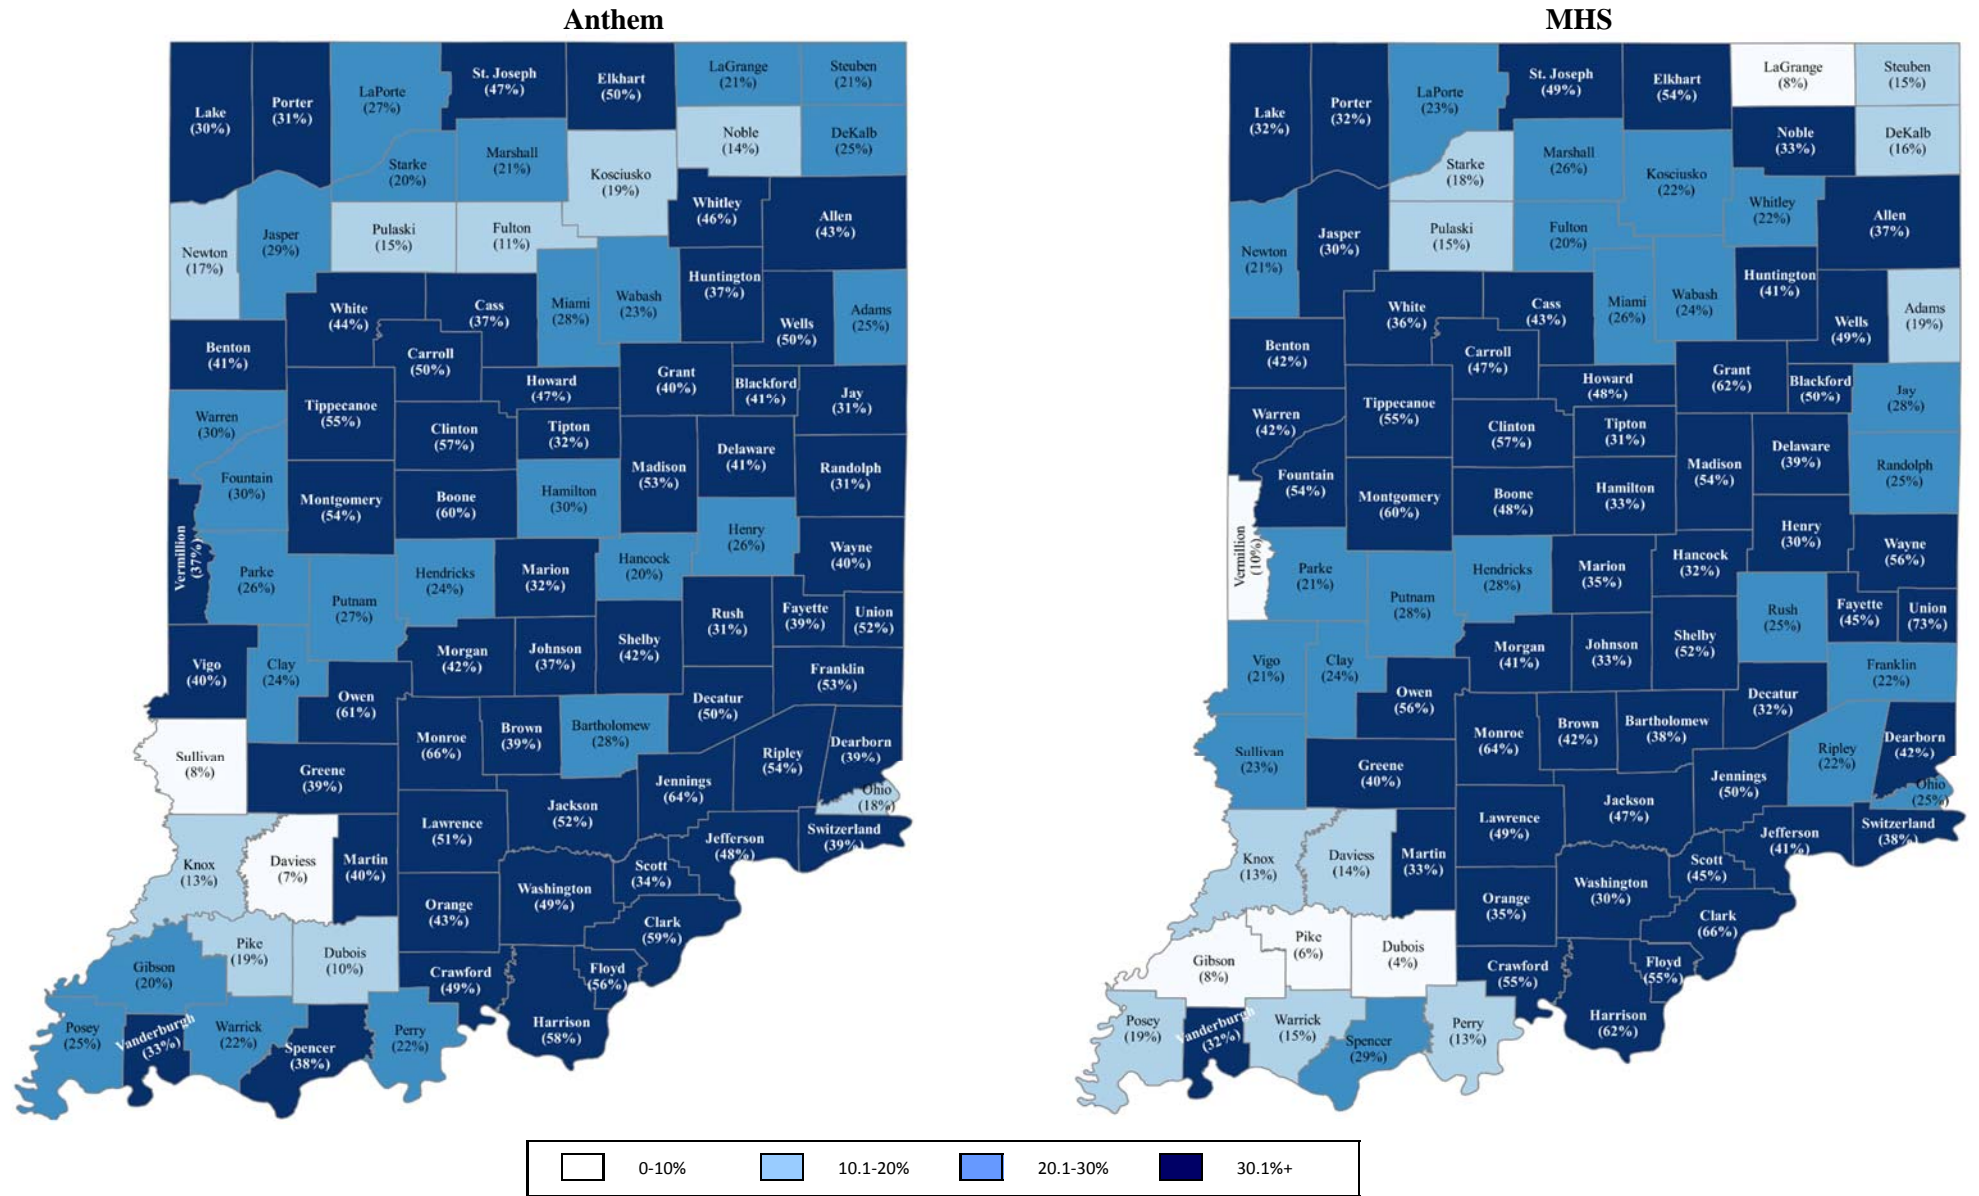 Anthem
Lake
(30%)
Porter
(31%)
LaPorte
(27%)
St. Joseph
(47%)
Elkhart
(50%)
LaGrange
(21%)
Steuben
(21%)
Noble
(14%)
DeKalb
(25%)
Starke
(20%)
Marshall
(21%)
Kosciusko
(19%)
Whitley
(46%)
Allen
(43%)
Newton
(17%)
Jasper
(29%)
Pulaski
(15%)
Fulton
(11%)
White
(44%)
Cass
(37%)
Miami
(28%)
Wabash
(23%)
Huntington
(37%)
Wells
(50%)
Adams
(25%)
Benton
(41%)
Carroll
(50%)
Howard
(47%)
Grant
(40%)
Blackford
(41%)
Jay
(31%)
Warren
(30%)
Tippecanoe
(55%)
Clinton
(57%)
Tipton
(32%)
Madison
(53%)
Delaware
(41%)
Randolph
(31%)
Fountain
(30%)
Montgomery
(54%)
Boone
(60%)
Hamilton
(30%)
Henry
(26%)
Wayne
(40%)
Vermillion
(37%)
Parke
(26%)
Putnam
(27%)
Hendricks
(24%)
Marion
(32%)
Hancock
(20%)
Rush
(31%)
Fayette
(39%)
Union
(52%)
Vigo
(40%)
Clay
(24%)
Owen
(61%)
Morgan
(42%)
Johnson
(37%)
Shelby
(42%)
Franklin
(53%)
Decatur
(50%)
Sullivan
(8%)
Greene
(39%)
Monroe
(66%)
Brown
(39%)
Bartholomew
(28%)
Jennings
(64%)
Ripley
(54%)
Dearborn
(39%)
Ohio
(18%)
Knox
(13%)
Daviess
(7%)
Martin
(40%)
Lawrence
(51%)
Jackson
(52%)
Jefferson
(48%)
Switzerland
(39%)
Scott
(34%)
Washington
(49%)
Orange
(43%)
Clark
(59%)
Gibson
(20%)
Pike
(19%)
Dubois
(10%)
Crawford
(49%)
Floyd
(56%)
Harrison
(58%)
Posey
(25%)
Vanderburgh
(33%)
Warrick
(22%)
Spencer
(38%)
Perry
(22%)
MHS
Lake
(32%)
Porter
(32%)
LaPorte
(23%)
St. Joseph
(49%)
Elkhart
(54%)
LaGrange
(8%)
Steuben
(15%)
Noble
(33%)
DeKalb
(16%)
Starke
(18%)
Marshall
(26%)
Kosciusko
(22%)
Whitley
(22%)
Allen
(37%)
Newton
(21%)
Jasper
(30%)
Pulaski
(15%)
Fulton
(20%)
White
(36%)
Cass
(43%)
Miami
(26%)
Wabash
(24%)
Huntington
(41%)
Wells
(49%)
Adams
(19%)
Benton
(42%)
Carroll
(47%)
Howard
(48%)
Grant
(62%)
Blackford
(50%)
Jay
(28%)
Warren
(42%)
Tippecanoe
(55%)
Clinton
(57%)
Tipton
(31%)
Madison
(54%)
Delaware
(39%)
Randolph
(25%)
Fountain
(54%)
Montgomery
(60%)
Boone
(48%)
Hamilton
(33%)
Henry
(30%)
Wayne
(56%)
Vermillion
(10%)
Parke
(21%)
Putnam
(28%)
Hendricks
(28%)
Marion
(35%)
Hancock
(32%)
Rush
(25%)
Fayette
(45%)
Union
(73%)
Vigo
(21%)
Clay
(24%)
Owen
(56%)
Morgan
(41%)
Johnson
(33%)
Shelby
(52%)
Franklin
(22%)
Decatur
(32%)
Sullivan
(23%)
Greene
(40%)
Monroe
(64%)
Brown
(42%)
Bartholomew
(38%)
Jennings
(50%)
Ripley
(22%)
Dearborn
(42%)
Ohio
(25%)
Knox
(13%)
Daviess
(14%)
Martin
(33%)
Lawrence
(49%)
Jackson
(47%)
Jefferson
(41%)
Switzerland
(38%)
Scott
(45%)
Washington
(30%)
Orange
(35%)
Clark
(66%)
Gibson
(8%)
Pike
(6%)
Dubois
(4%)
Crawford
(55%)
Floyd
(55%)
Harrison
(62%)
Posey
(19%)
Vanderburgh
(32%)
Warrick
(15%)
Spencer
(29%)
Perry
(13%)
0-10%
10.1-20%
20.1-30%
30.1%+